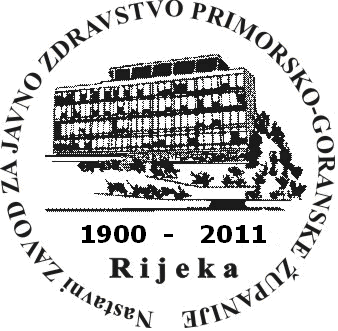 Nastavni ZAVOD ZA JAVNO ZDRAVSTVO PRIMORSKO-GORANSKE ŽUPANIJE
1900 - 2011
Rijeka